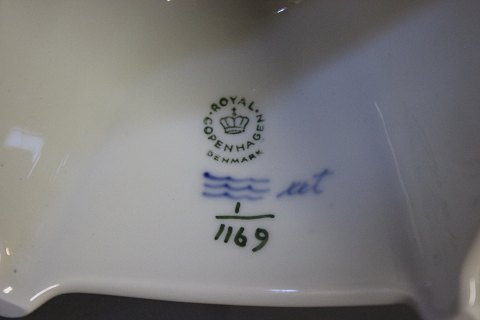 ROYAL
COPENHAGEN
DENMARK
1
1169